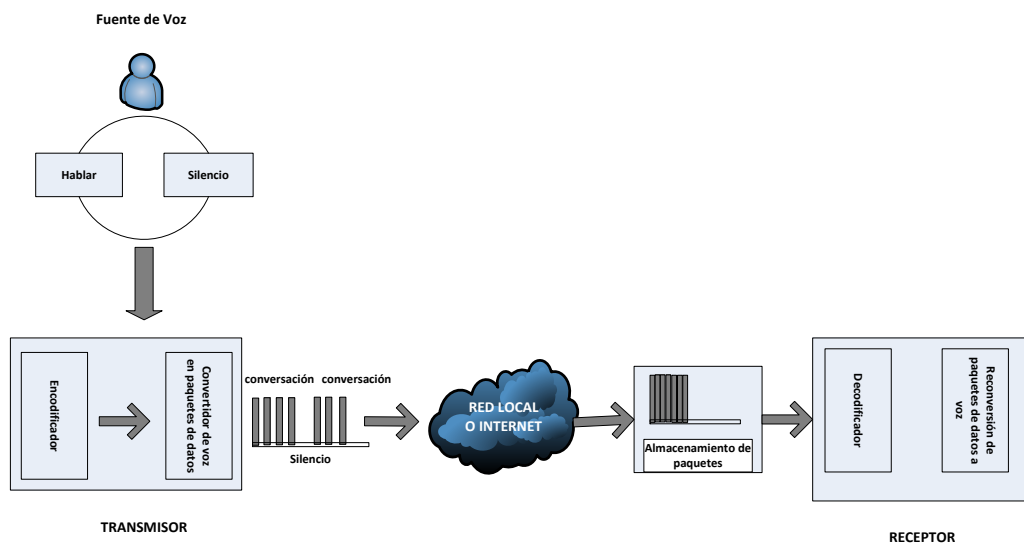 Fuente de Voz
Hablar
Silencio
Encodificador
Convertidor de voz
en paquetes de datos
conversación conversación
Silencio
RED LOCAL
O INTERNET
Almacenamiento de
paquetes
Decodificador
Reconversión de
paquetes de datos a
voz
TRANSMISOR
RECEPTOR